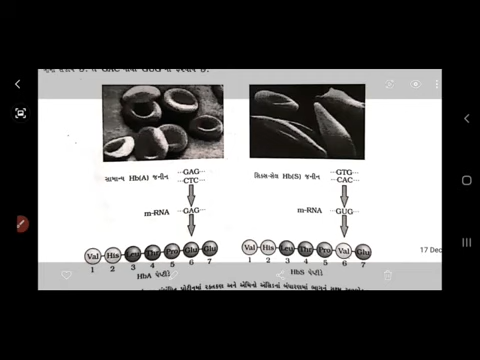 સામાન્ય Hb(A) જનીન
···GAG···
···CTC···
m-RNA ···GAG···
Val His Leu Thr Pro Glu Glu
1 2 3 4 5 6 7
HbA પેપ્ટાઇડ
સિકલ-સેલ Hb(S) જનીન
···GTG···
···CAC···
m-RNA ···GUG···
Val His Leu Thr Pro Val Glu
1 2 3 4 5 6 7
HbS પેપ્ટાઇડ
17 Dec